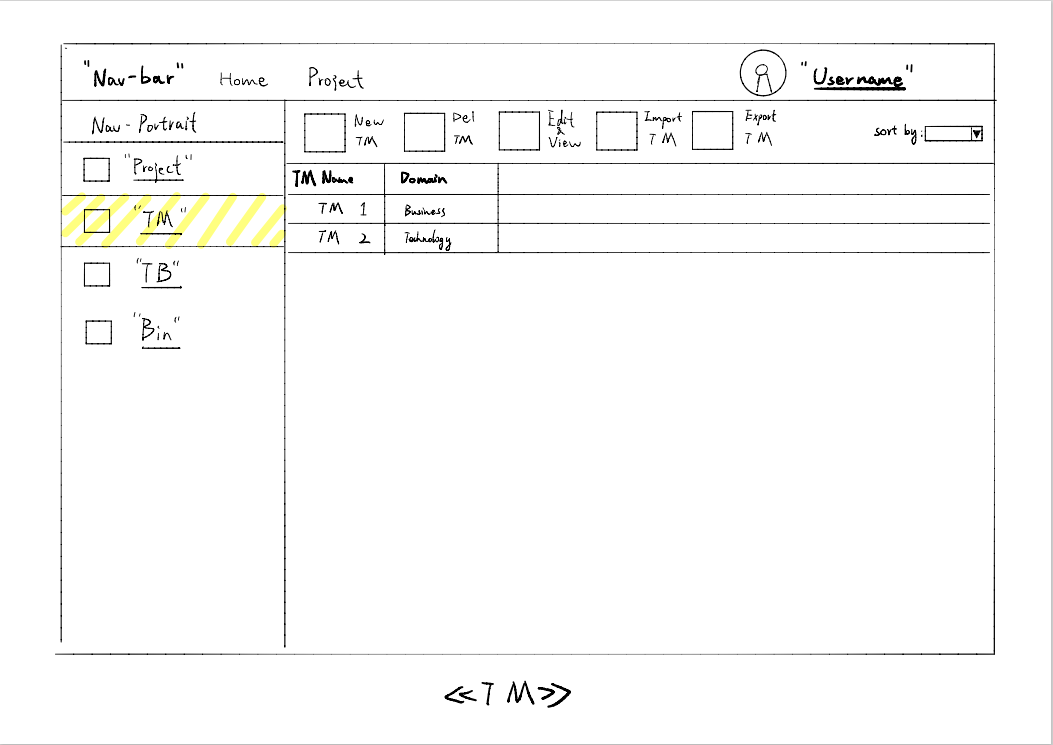 "Nav-bar" Home Project "Username"
Nav-Portrait
"Project"
"TM"
"TB"
"Bin"
New
TM
Del
TM
Edit
&
View
Import
TM
Export
TM
sort by:
TM Name Domain
TM 1 Business
TM 2 Technology
<<TM>>